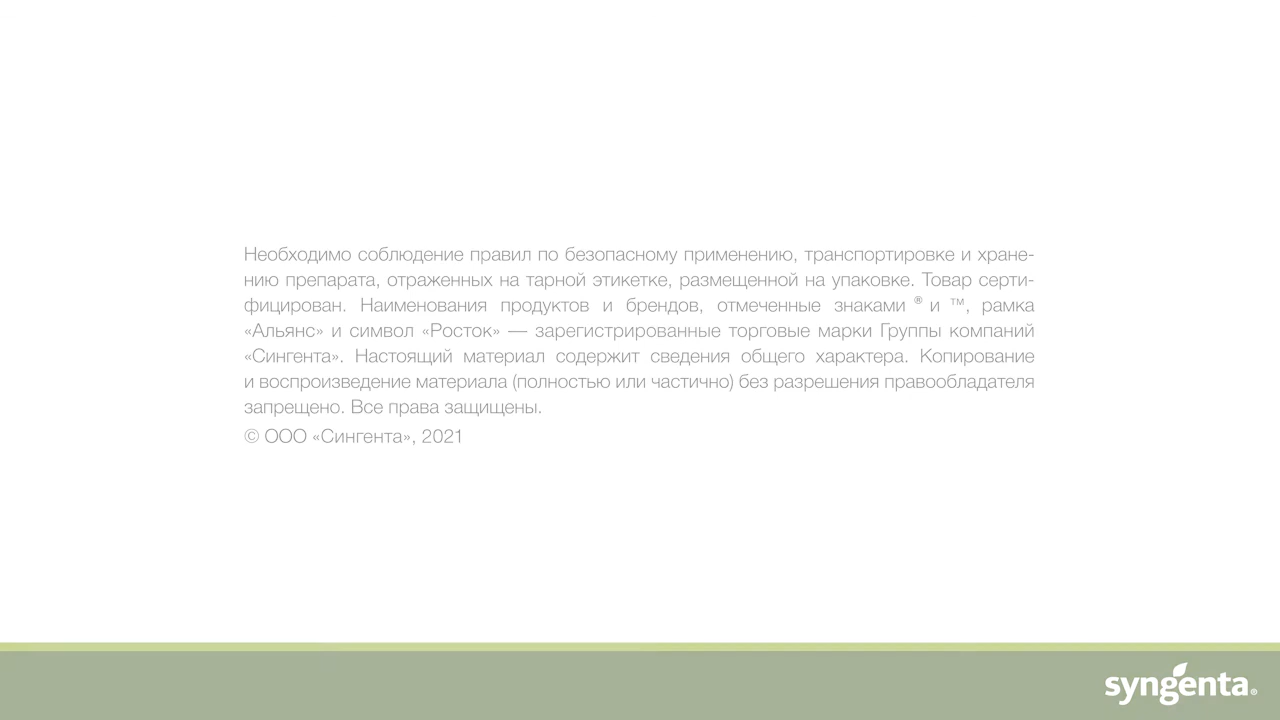 Необходимо соблюдение правил по безопасному применению, транспортировке и хране-
нию препарата, отраженных на тарной этикетке, размещенной на упаковке. Товар серти-
фицирован. Наименования продуктов и брендов, отмеченные знаками ® и ™, рамка
«Альянс» и символ «Росток» — зарегистрированные торговые марки Группы компаний
«Сингента». Настоящий материал содержит сведения общего характера. Копирование
и воспроизведение материала (полностью или частично) без разрешения правообладателя
запрещено. Все права защищены.
© ООО «Сингента», 2021
syngenta®